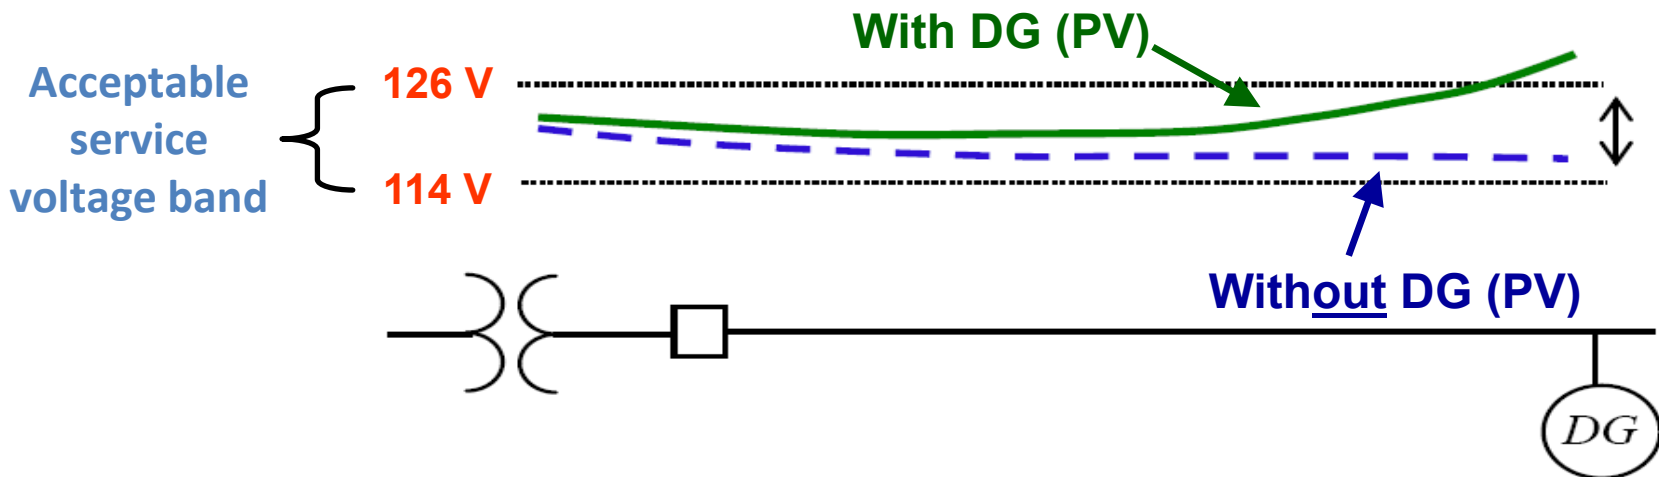 With DG (PV)
Acceptable
service
voltage band
126 V
114 V
Without DG (PV)
DG